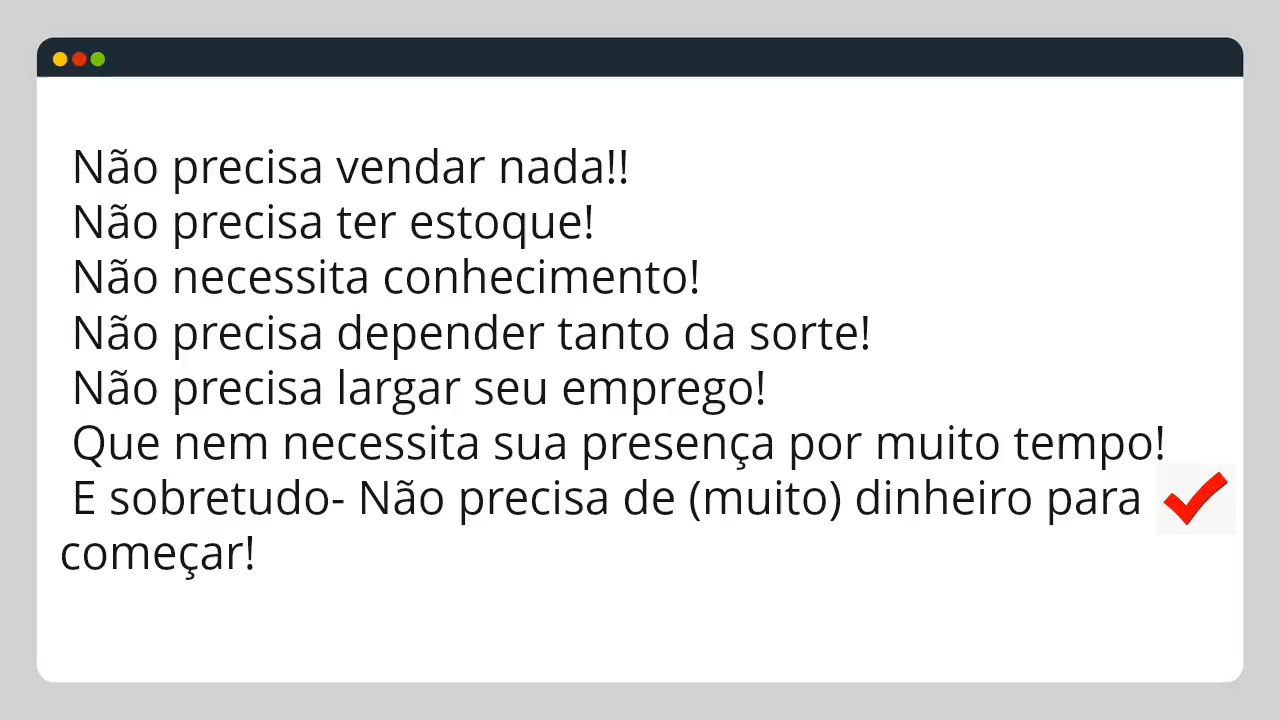 Não precisa vendar nada!!
Não precisa ter estoque!
Não necessita conhecimento!
Não precisa depender tanto da sorte!
Não precisa largar seu emprego!
Que nem necessita sua presença por muito tempo!
E sobretudo- Não precisa de (muito) dinheiro para
começar!